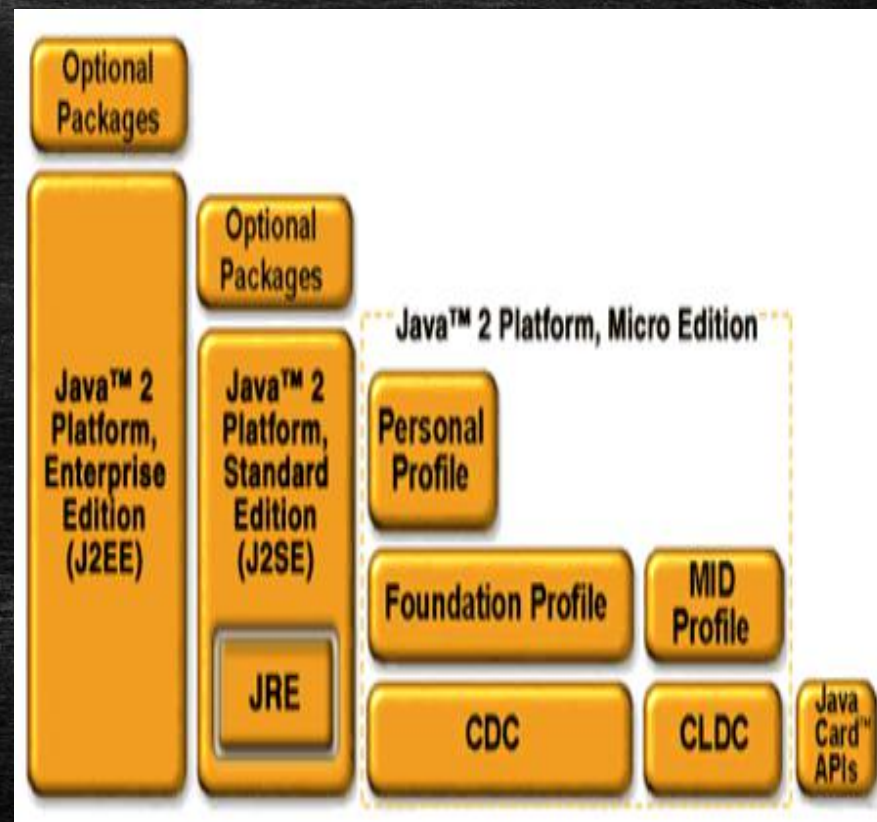 Optional
Packages
Java™ 2
Platform,
Enterprise
Edition
(J2EE)
Optional
Packages
Java™ 2
Platform,
Standard
Edition
(J2SE)
JRE
Java™ 2 Platform, Micro Edition
Personal
Profile
Foundation Profile
MID
Profile
CDC
CLDC
Java
Card™
APIs